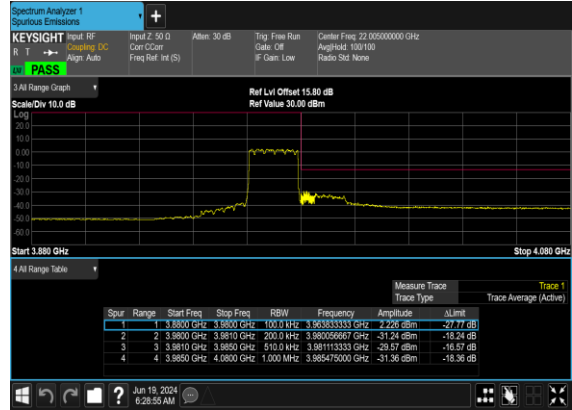 Spectrum Analyzer 1
Spurious Emissions
+
KEYSIGHT Input: RF
R T Coupling: DC
Align: Auto
Input Z: 50 Ω
Corr CCorr
Freq Ref: Int (S)
Atten: 30 dB
Trig: Free Run
Gate: Off
IF Gain: Low
Center Freq: 22.005000000 GHz
Avg|Hold: 100/100
Radio Std: None
PASS
3 All Range Graph
Ref Lvl Offset 15.80 dB
Scale/Div 10.0 dB
Ref Value 30.00 dBm
Log
20.0
10.0
0.00
-10.0
-20.0
-30.0
-40.0
-50.0
-60.0
Start 3.880 GHz
Stop 4.080 GHz
4 All Range Table
Measure Trace Trace 1
Trace Type Trace Average (Active)
Spur Range Start Freq Stop Freq RBW Frequency Amplitude ΔLimit
1 1 3.8800 GHz 3.9800 GHz 100.0 kHz 3.963833333 GHz 2.226 dBm -27.77 dB
2 2 3.9800 GHz 3.9810 GHz 200.0 kHz 3.980056667 GHz -31.24 dBm -18.24 dB
3 3 3.9810 GHz 3.9850 GHz 510.0 kHz 3.981113333 GHz -29.57 dBm -16.57 dB
4 4 3.9850 GHz 4.0800 GHz 1.000 MHz 3.985475000 GHz -31.36 dBm -18.36 dB
?
Jun 19, 2024
6:28:55 AM